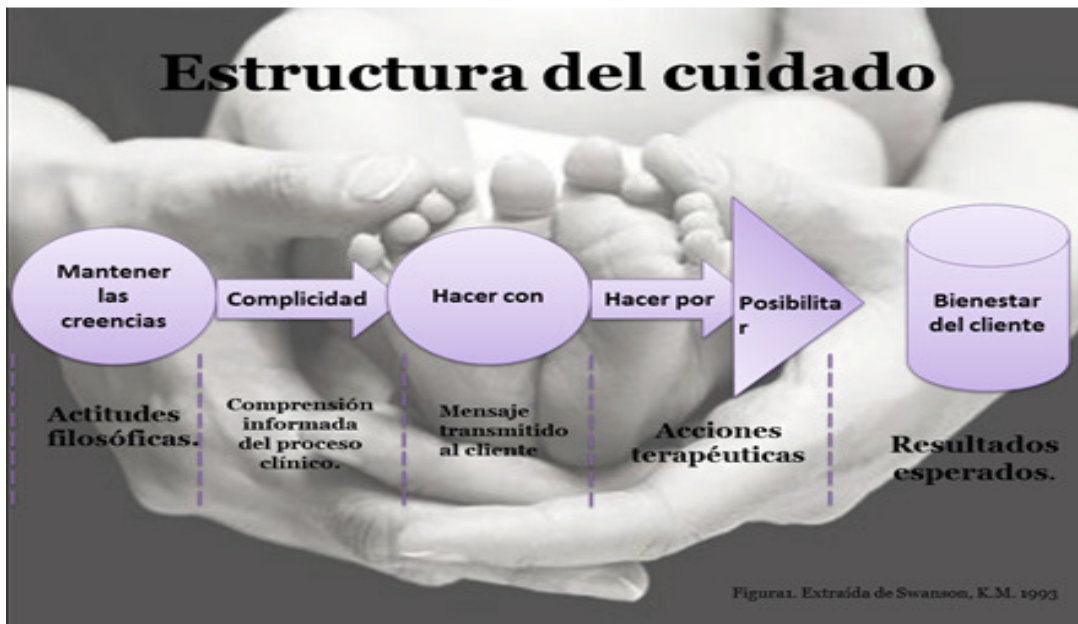 Estructura del cuidado
Mantener
las
creencias
Complicidad
Hacer con
Hacer por
Posibilita
r
Bienestar
del cliente
Actitudes
filosóficas.
Comprensión
informada
del proceso
clínico.
Mensaje
transmitido
al cliente
Acciones
terapéuticas
Resultados
esperados.
Figura1. Extraída de Swanson, K.M. 1993